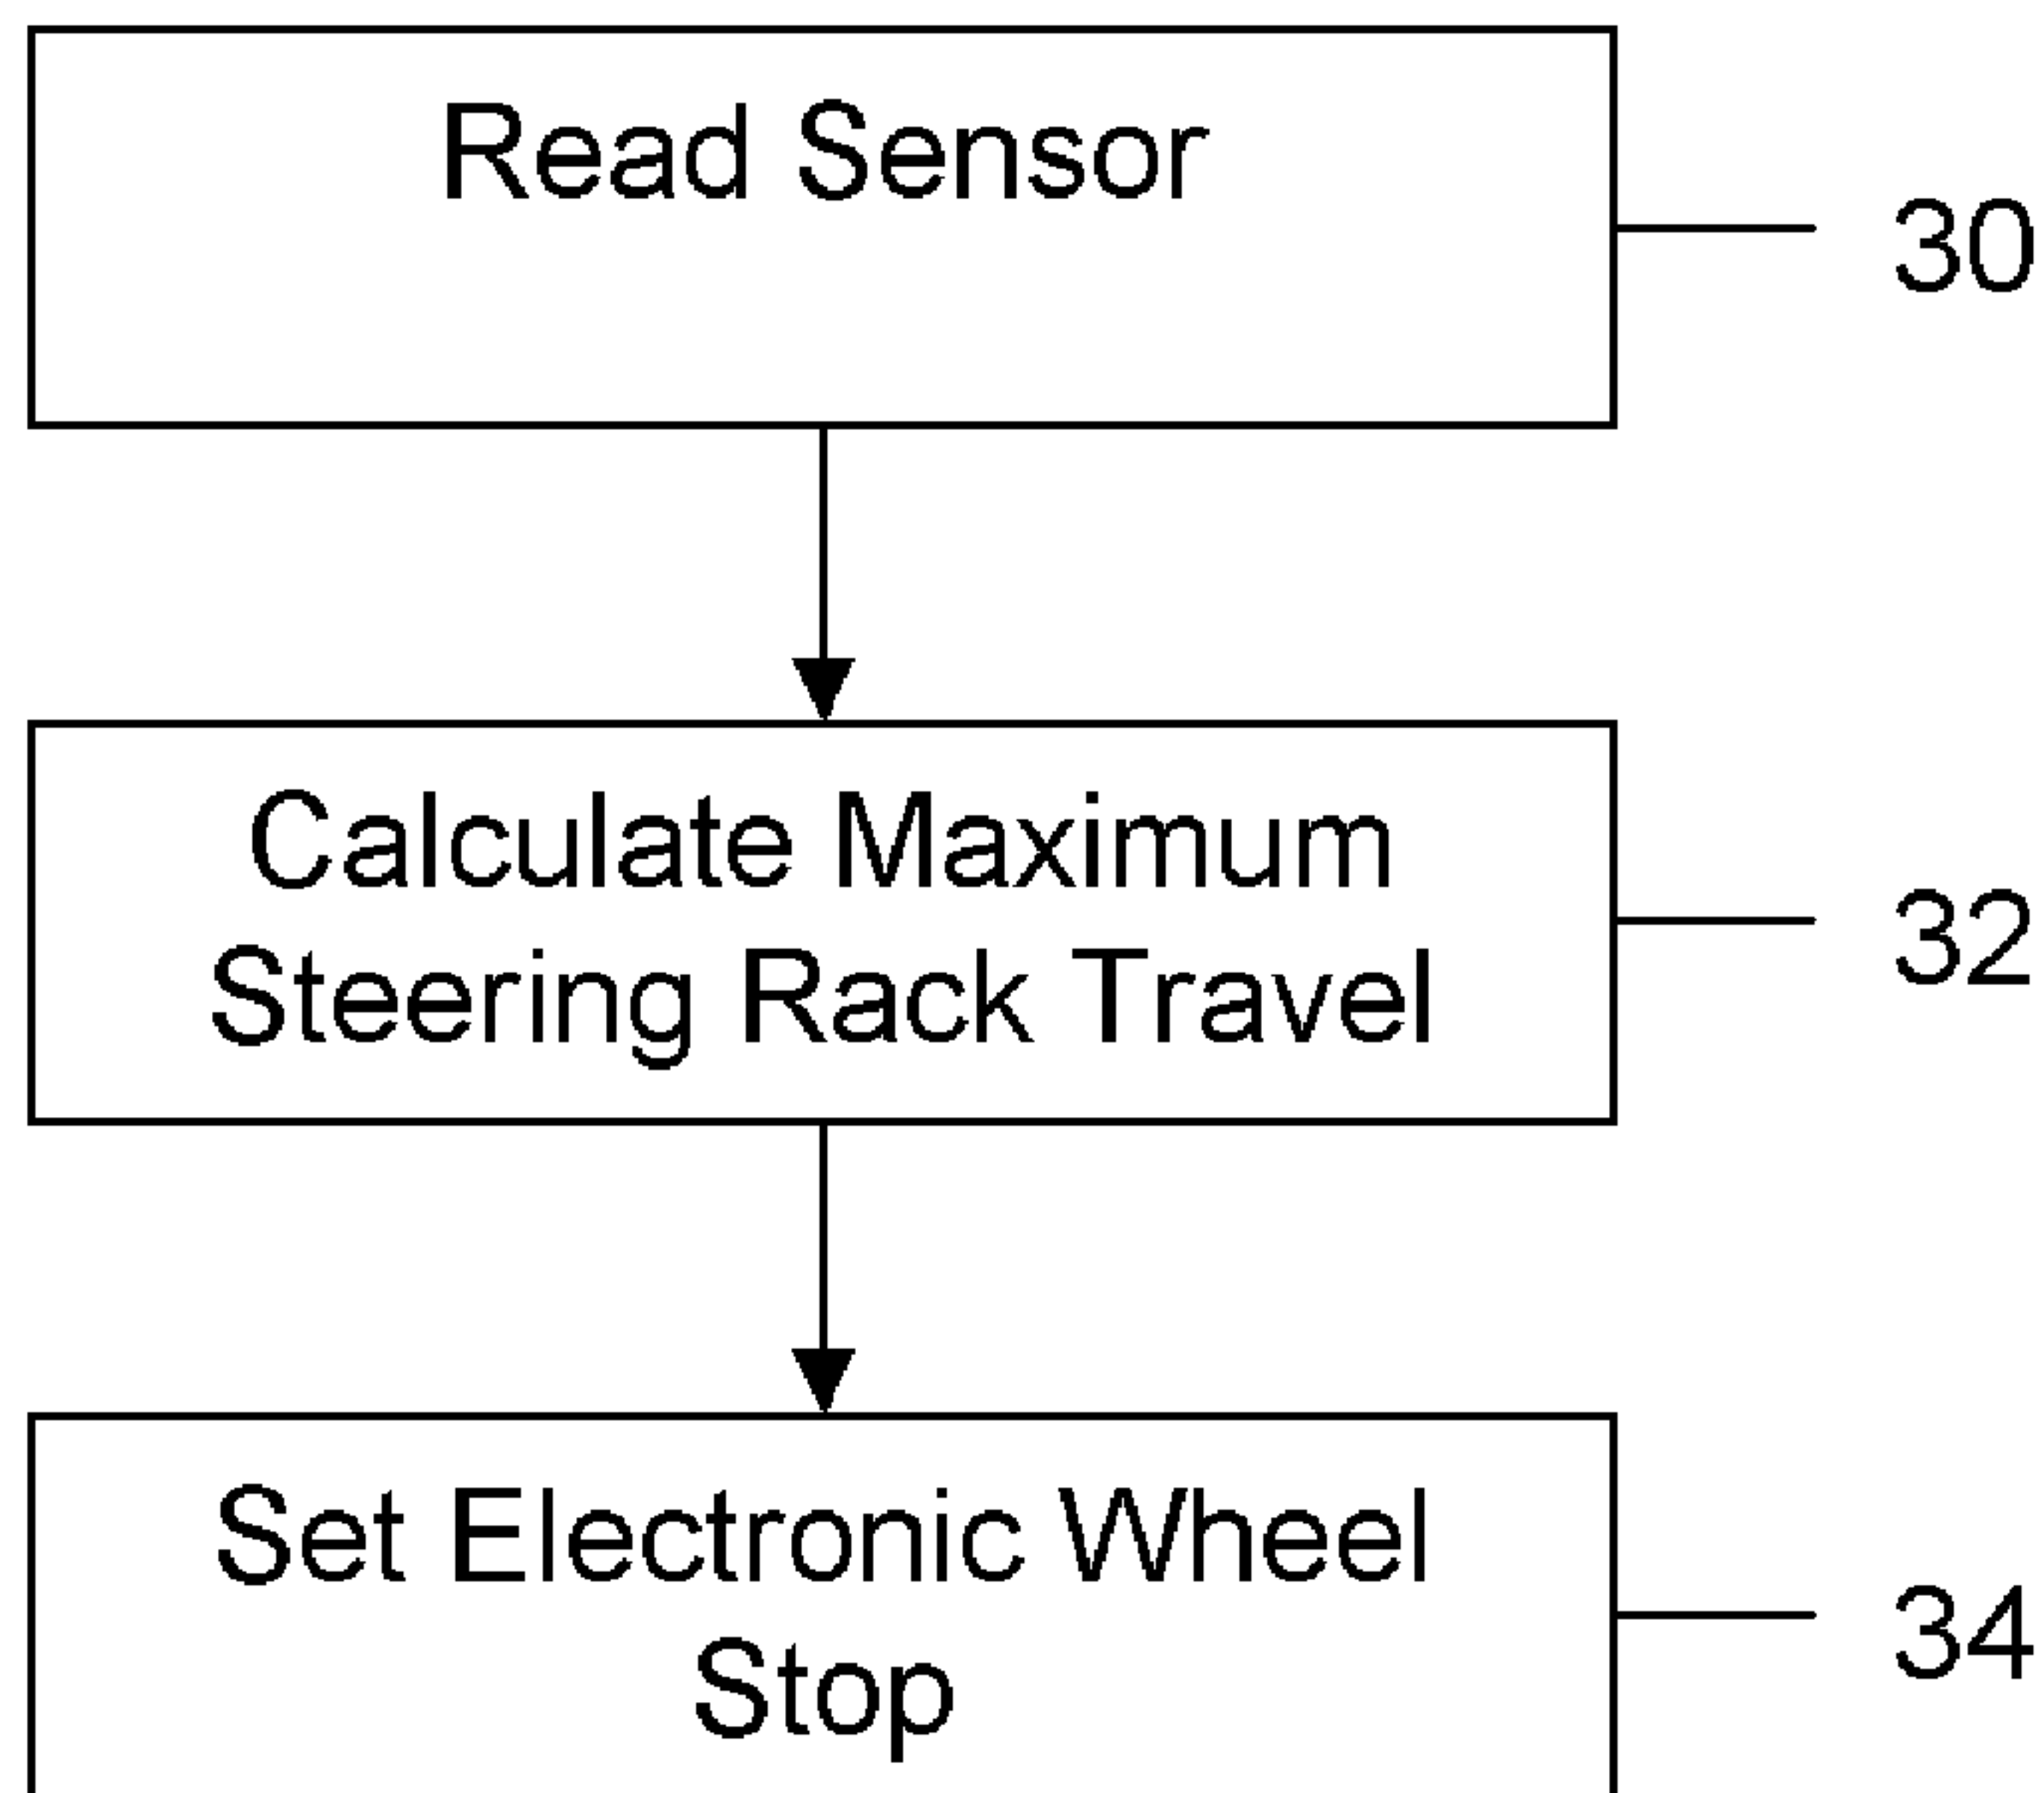 Read Sensor
30
Calculate Maximum
Steering Rack Travel
32
Set Electronic Wheel
Stop
34